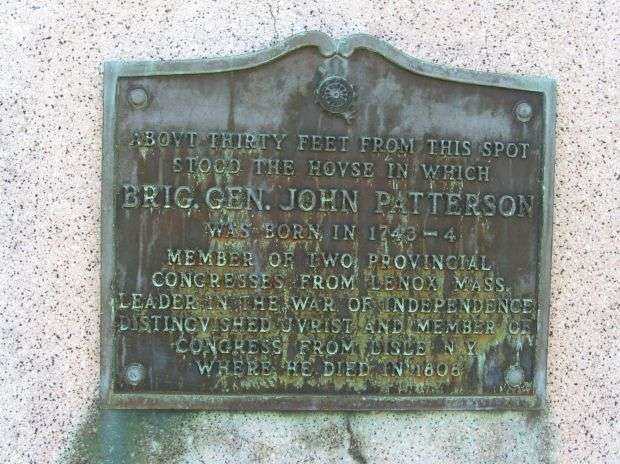 ABOVT THIRTY FEET FROM THIS SPOT
STOOD THE HOVSE IN WHICH
BRIG. GEN. JOHN PATTERSON
WAS BORN IN 1743-4
MEMBER OF TWO PROVINCIAL
CONGRESSES FROM LENOX MASS.
LEADER IN THE WAR OF INDEPENDENCE
DISTINGVISHED JVRIST AND MEMBER OF
CONGRESS FROM LISLE N.Y.
WHERE HE DIED IN 1808